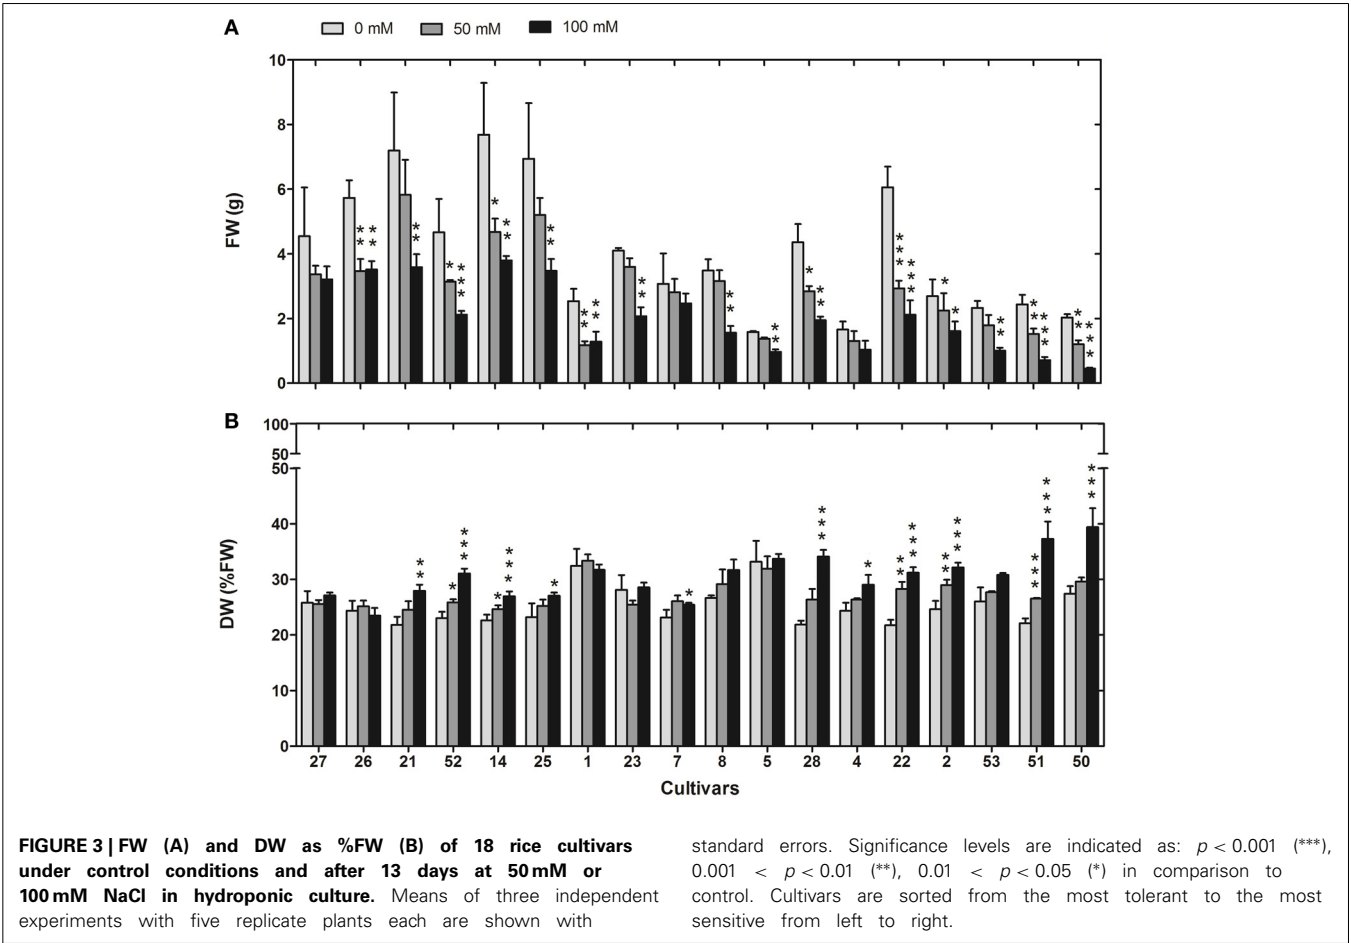 A
0 mM 50 mM 100 mM
10
8
6
4
2
0
FW (g)
* * * * * * * * * * * * * * * * * * * * * * * * * * * * * * * * * * * * * * * * * * * * * * *
B
100
50
50
40
30
20
10
0
DW (%FW)
* * * * * * * * * * * * * * * * * * * * * * * * * * * * * * * * * * *
27 26 21 52 14 25 1 23 7 8 5 28 4 22 2 53 51 50
Cultivars
FIGURE 3 | FW (A) and DW as %FW (B) of 18 rice cultivars
under control conditions and after 13 days at 50 mM or
100 mM NaCl in hydroponic culture. Means of three independent
experiments with five replicate plants each are shown with
standard errors. Significance levels are indicated as: p < 0.001 (***),
0.001 < p < 0.01 (**), 0.01 < p < 0.05 (*) in comparison to
control. Cultivars are sorted from the most tolerant to the most
sensitive from left to right.